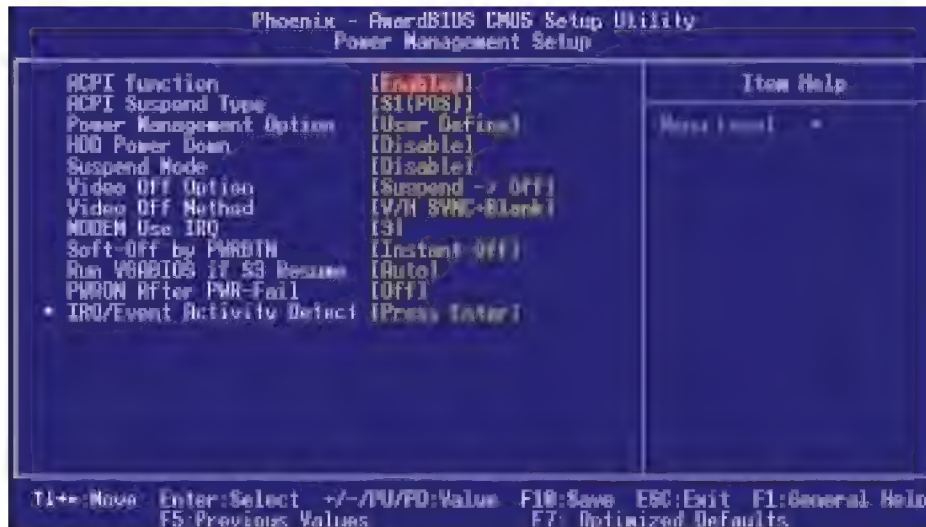 Phoenix - AwardBIOS CMOS Setup Utility
Power Management Setup
ACPI function [Enabled]
ACPI Suspend Type [S1(POS)]
Power Management Option [User Define]
HDD Power Down [Disable]
Suspend Mode [Disable]
Video Off Option [Suspend -> Off]
Video Off Method [V/H SYNC+Blank]
MODEM Use IRQ [3]
Soft-Off by PWRBTN [Instant-Off]
Run VGABIOS if S3 Resume [Auto]
PWRON After PWR-Fail [Off]
IRQ/Event Activity Detect [Press Enter]
Item Help
Menu Level
:Move Enter:Select +/-/PU/PD:Value F10:Save ESC:Exit F1:General Help
F5:Previous Values F7: Optimized Defaults